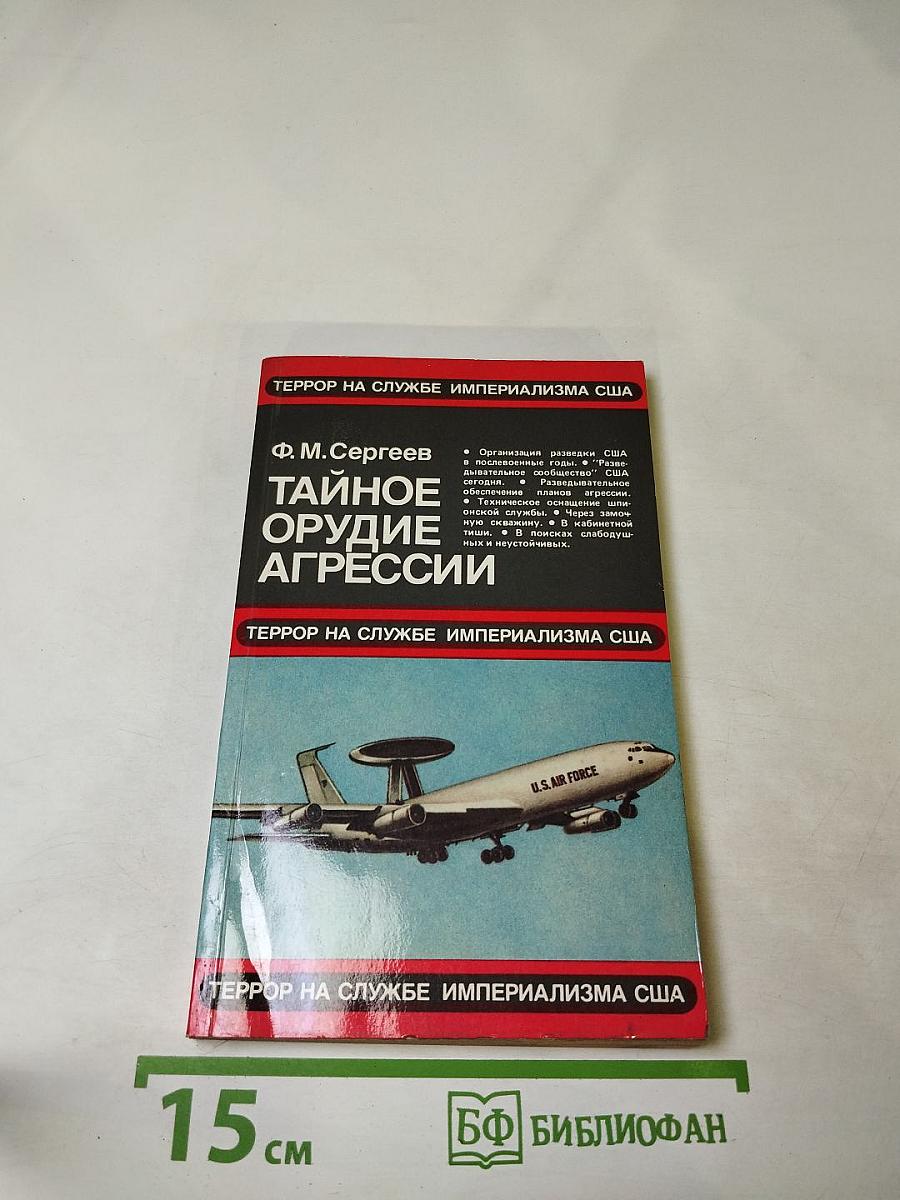 ТЕРРОР НА СЛУЖБЕ ИМПЕРИАЛИЗМА США
Ф. М. Сергеев
ТАЙНОЕ
ОРУДИЕ
АГРЕССИИ
● Организация разведки США
в послевоенные годы. ● "Разве-
дывательное сообщество" США
сегодня. ● Разведывательное
обеспечение планов агрессии.
● Техническое оснащение шпи-
онской службы. ● Через замоч-
ную скважину. ● В кабинетной
тиши. ● В поисках слабодуш-
ных и неустойчивых.
ТЕРРОР НА СЛУЖБЕ ИМПЕРИАЛИЗМА США
U.S. AIR FORCE
ТЕРРОР НА СЛУЖБЕ ИМПЕРИАЛИЗМА США
15 см
БФ БИБЛИОФАН